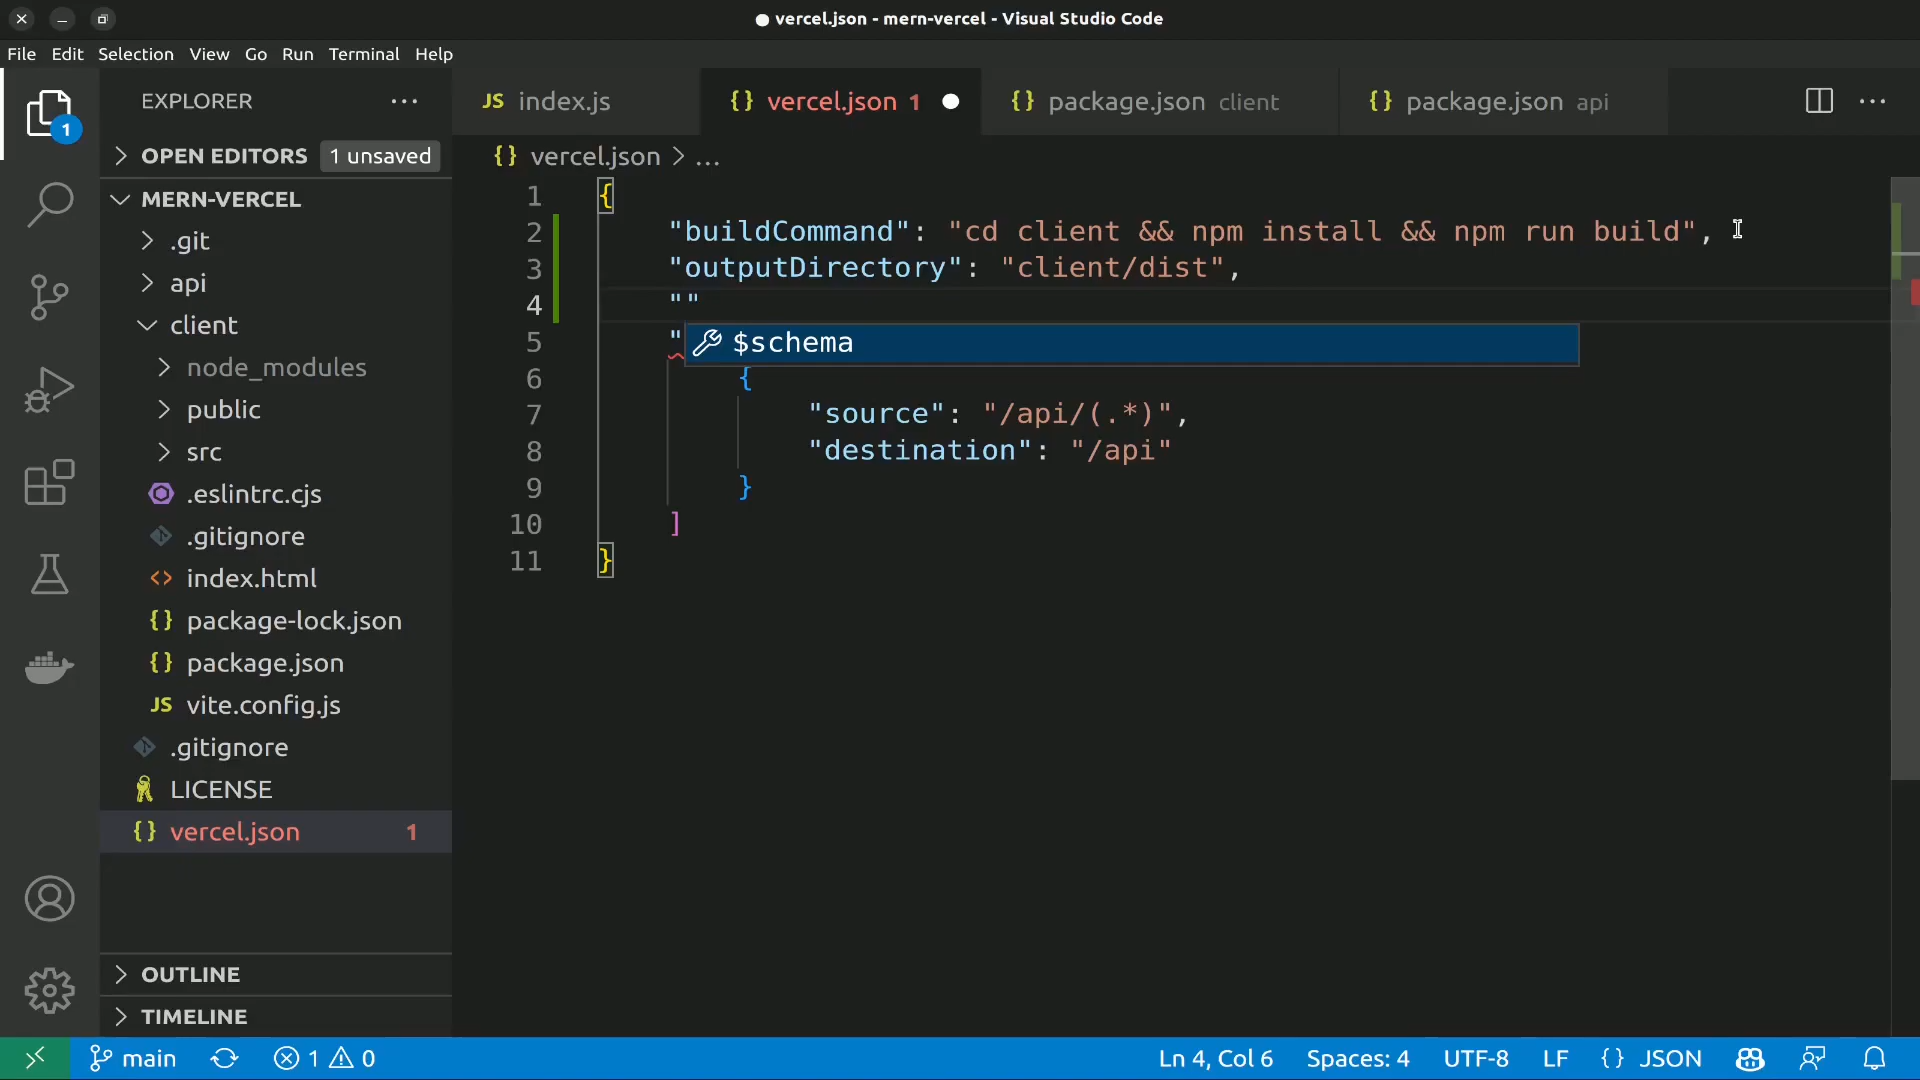 vercel.json - mern-vercel - Visual Studio Code
File Edit Selection View Go Run Terminal Help
EXPLORER
1
OPEN EDITORS 1 unsaved
MERN-VERCEL
.git
api
client
node_modules
public
src
.eslintrc.cjs
.gitignore
index.html
package-lock.json
package.json
JS vite.config.js
.gitignore
LICENSE
{} vercel.json 1
OUTLINE
TIMELINE
JS index.js {} vercel.json 1 {} package.json client {} package.json api
{} vercel.json > ...
1 {
2 "buildCommand": "cd client && npm install && npm run build",
3 "outputDirectory": "client/dist",
4 ""
5 "
$schema
6 {
7 "source": "/api/(.*)",
8 "destination": "/api"
9 }
10 ]
11 }
main 1 0 Ln 4, Col 6 Spaces: 4 UTF-8 LF {} JSON